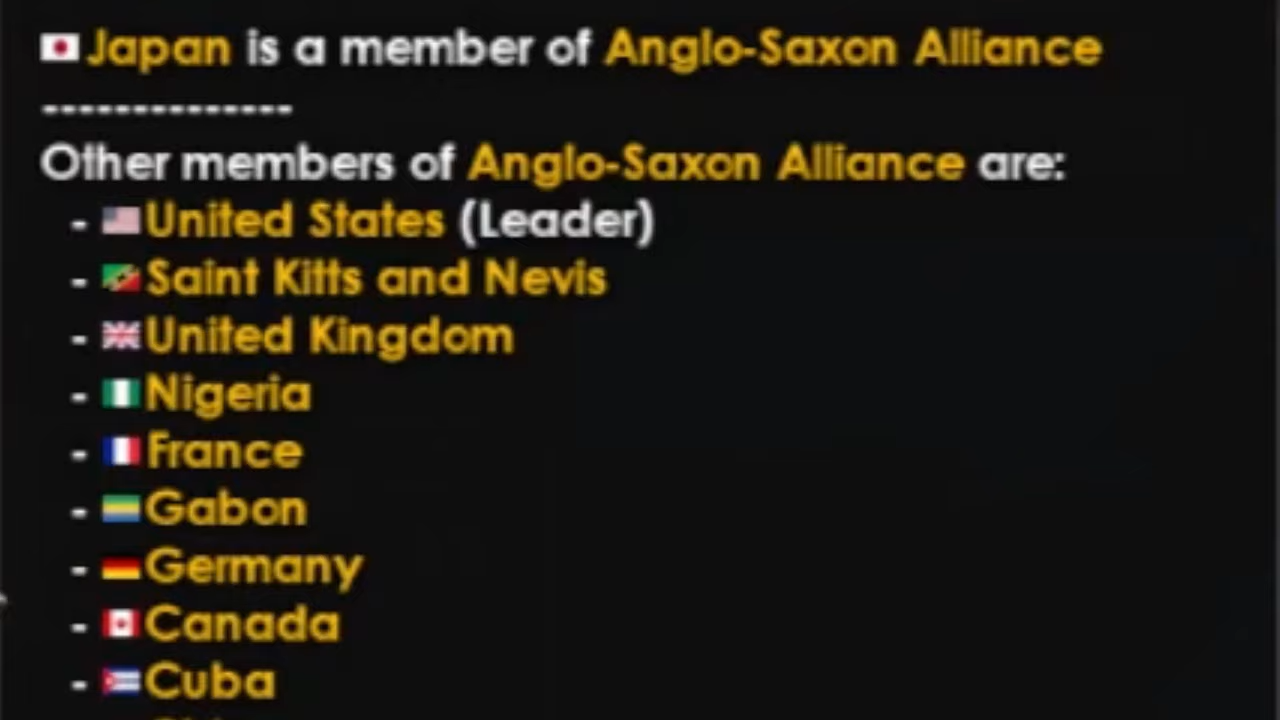 Japan is a member of Anglo-Saxon Alliance
--------------
Other members of Anglo-Saxon Alliance are:
- United States (Leader)
- Saint Kitts and Nevis
- United Kingdom
- Nigeria
- France
- Gabon
- Germany
- Canada
- Cuba